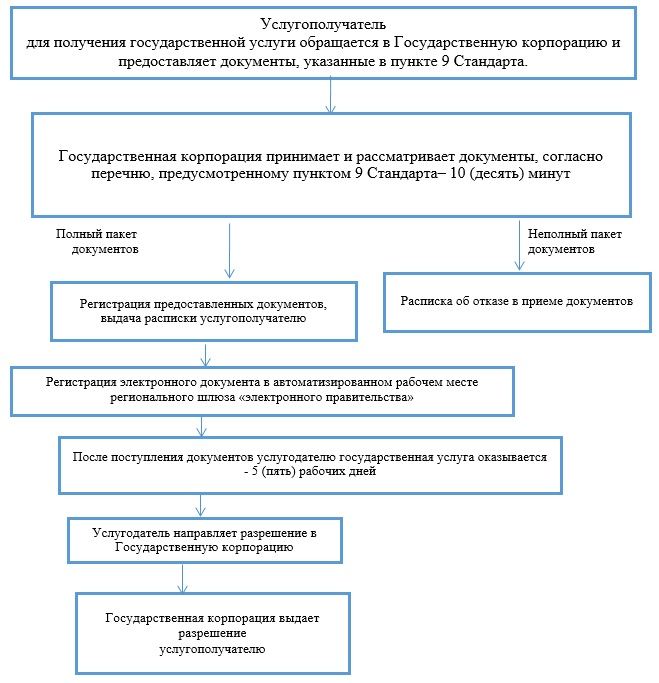 Услугополучатель
для получения государственной услуги обращается в Государственную корпорацию и
предоставляет документы, указанные в пункте 9 Стандарта.
Государственная корпорация принимает и рассматривает документы, согласно
перечню, предусмотренному пунктом 9 Стандарта– 10 (десять) минут
Полный пакет
документов
Неполный пакет
документов
Регистрация предоставленных документов,
выдача расписки услугополучателю
Расписка об отказе в приеме документов
Регистрация электронного документа в автоматизированном рабочем месте
регионального шлюза «электронного правительства»
После поступления документов услугодателю государственная услуга оказывается
- 5 (пять) рабочих дней
Услугодатель направляет разрешение в
Государственную корпорацию
Государственная корпорация выдает
разрешение
услугополучателю